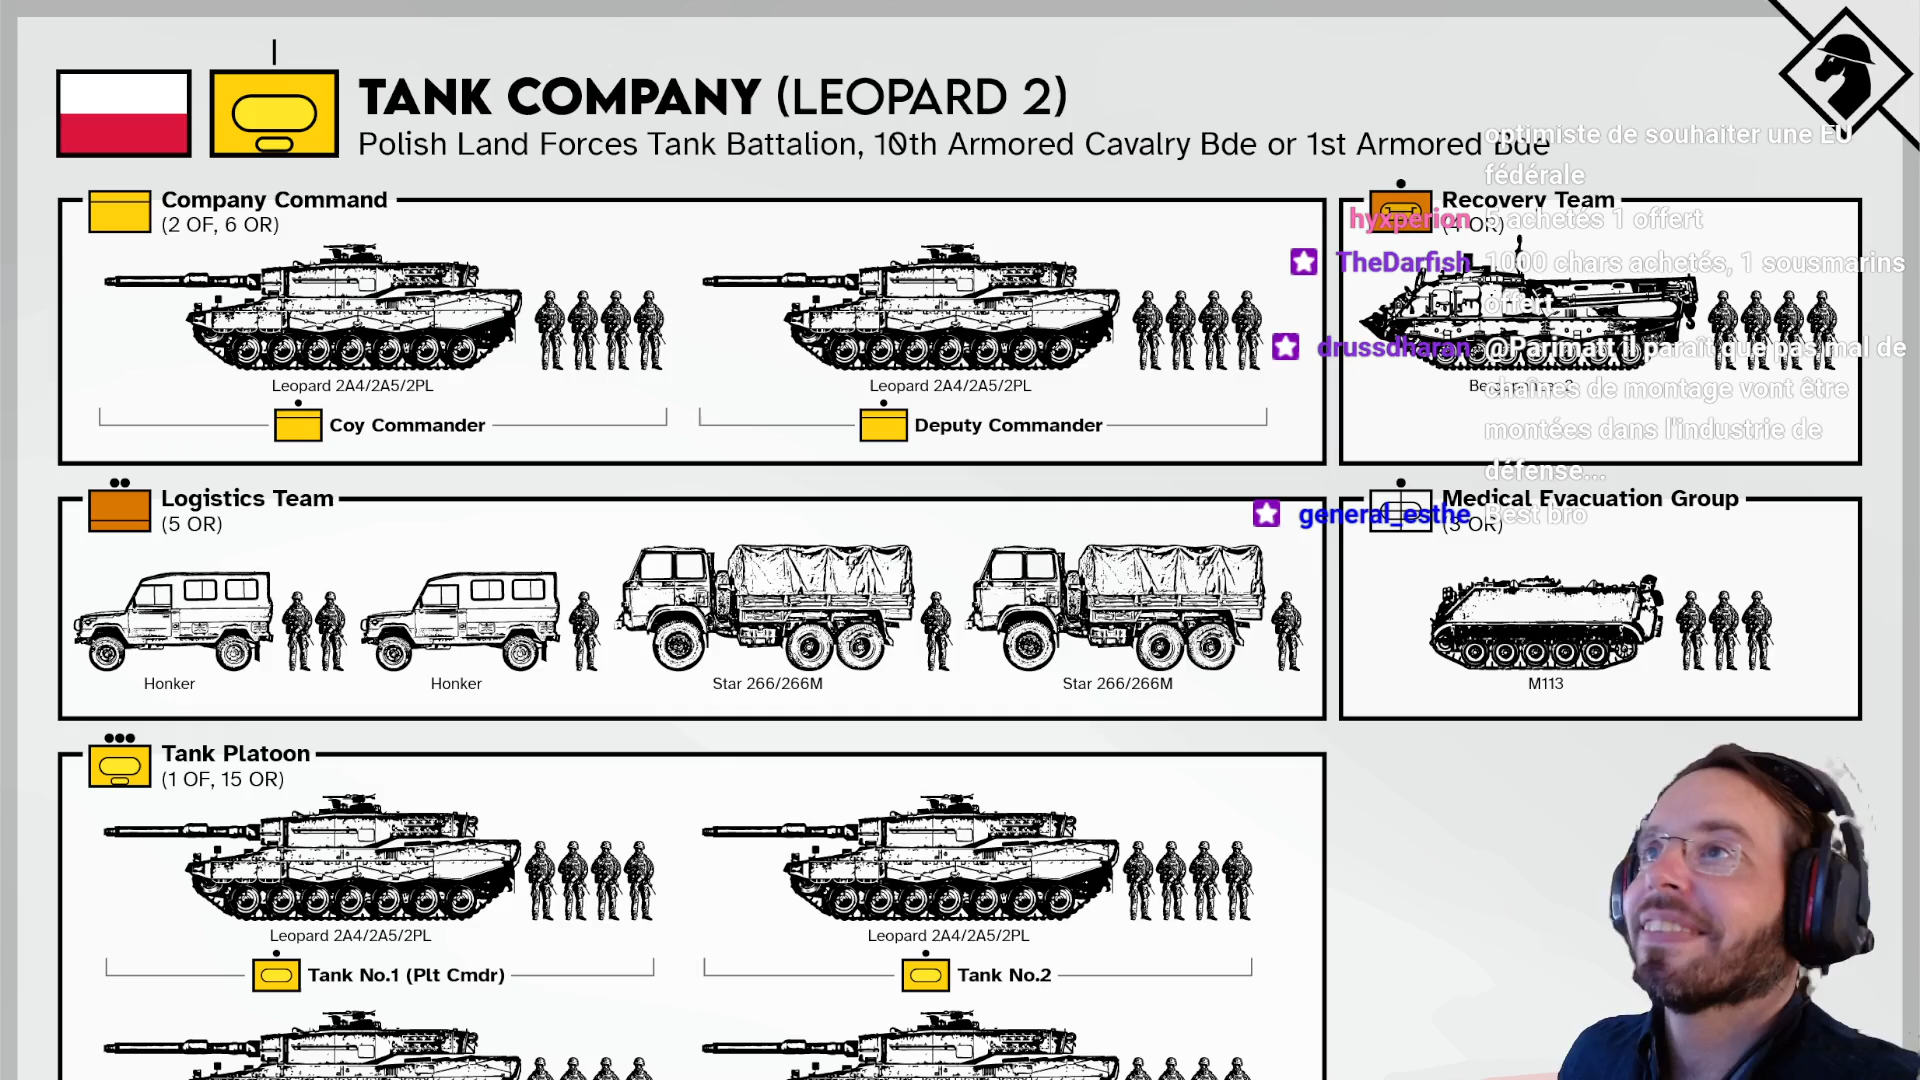 TANK COMPANY (LEOPARD 2)
Polish Land Forces Tank Battalion, 10th Armored Cavalry Bde or 1st Armored Bde
optimiste de souhaiter une EU
fédérale
hyxperion 5 achetés 1 offert
TheDarfish 1000 chars achetés, 1 sousmarins
offert
drussdharan @Parimatt il paraît que pas mal de
chaînes de montage vont être
montées dans l'industrie de
défense...
general_esthe Best bro
Company Command
(2 OF, 6 OR)
Leopard 2A4/2A5/2PL
Leopard 2A4/2A5/2PL
Coy Commander
Deputy Commander
Recovery Team
(4 OR)
Logistics Team
(5 OR)
Honker
Honker
Star 266/266M
Star 266/266M
Medical Evacuation Group
(3 OR)
M113
Tank Platoon
(1 OF, 15 OR)
Leopard 2A4/2A5/2PL
Leopard 2A4/2A5/2PL
Tank No.1 (Plt Cmdr)
Tank No.2